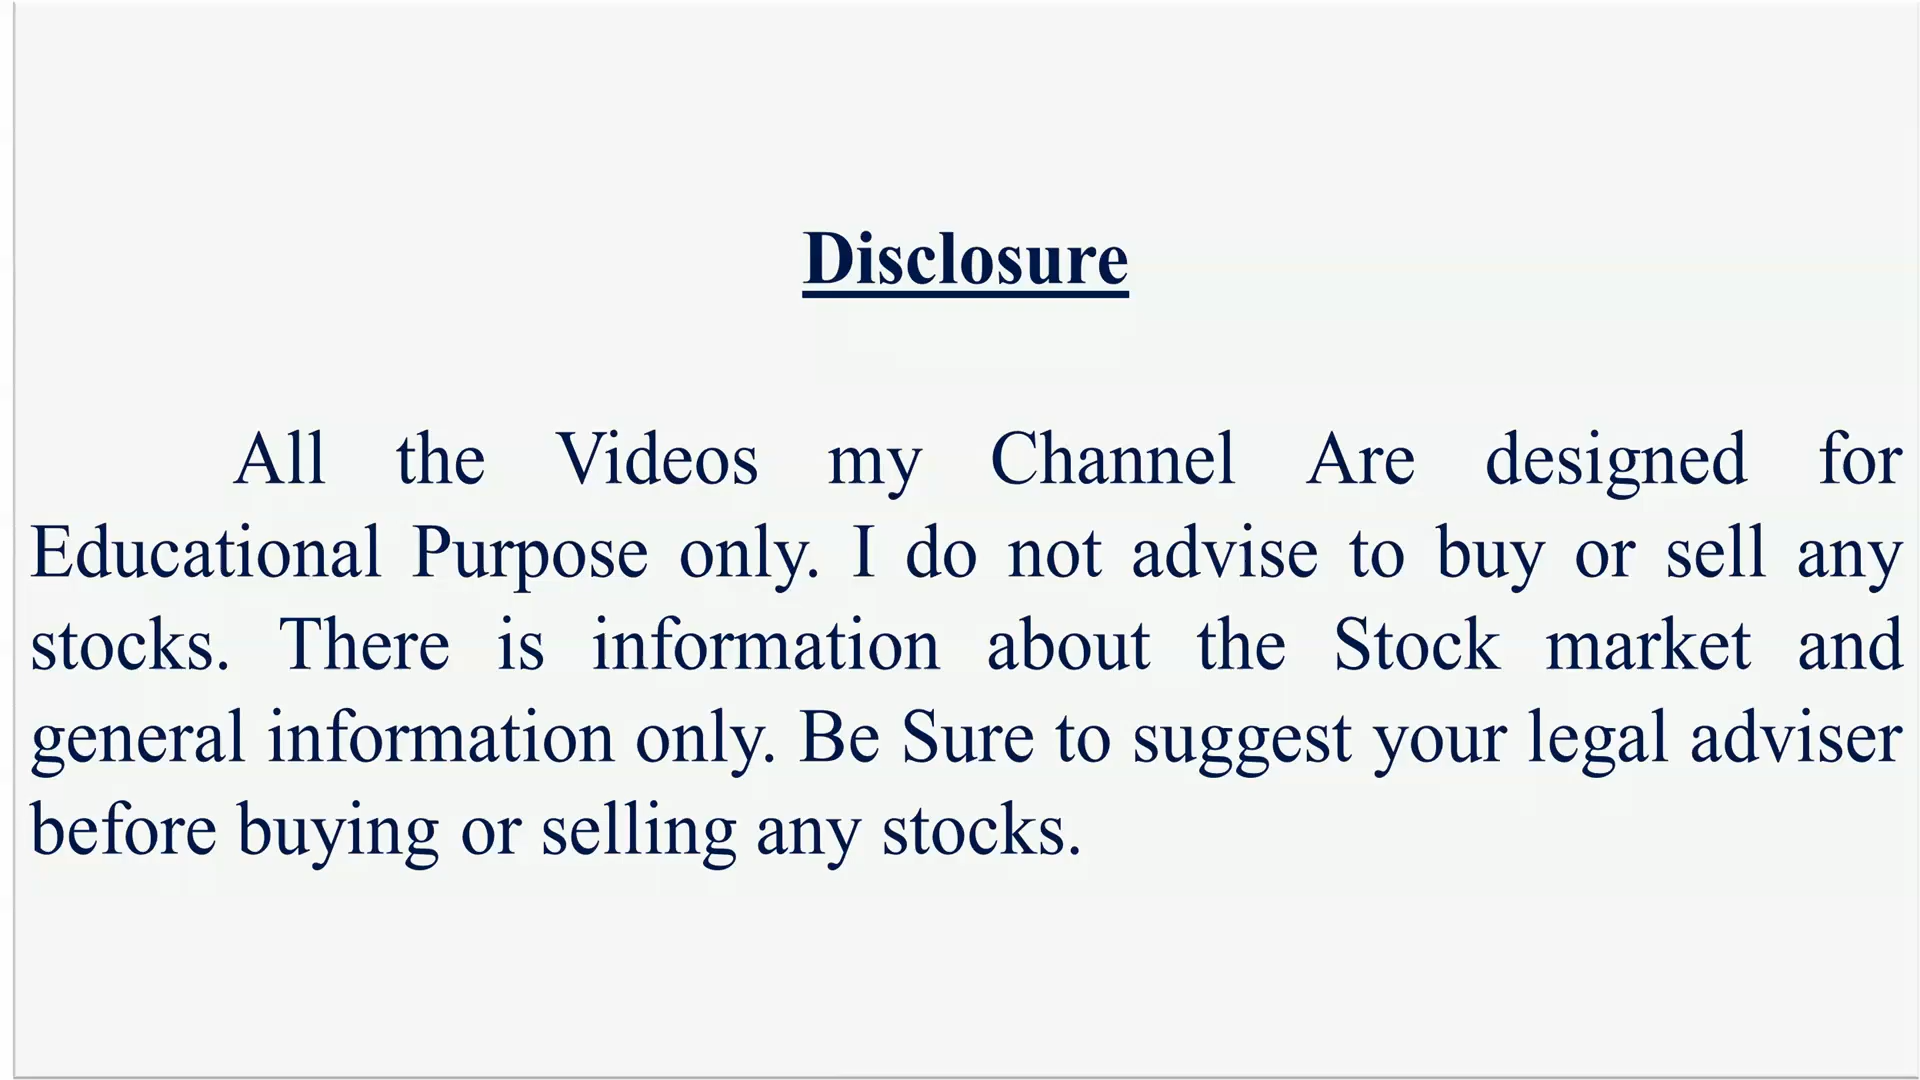 Disclosure
All the Videos my Channel Are designed for
Educational Purpose only. I do not advise to buy or sell any
stocks. There is information about the Stock market and
general information only. Be Sure to suggest your legal adviser
before buying or selling any stocks.